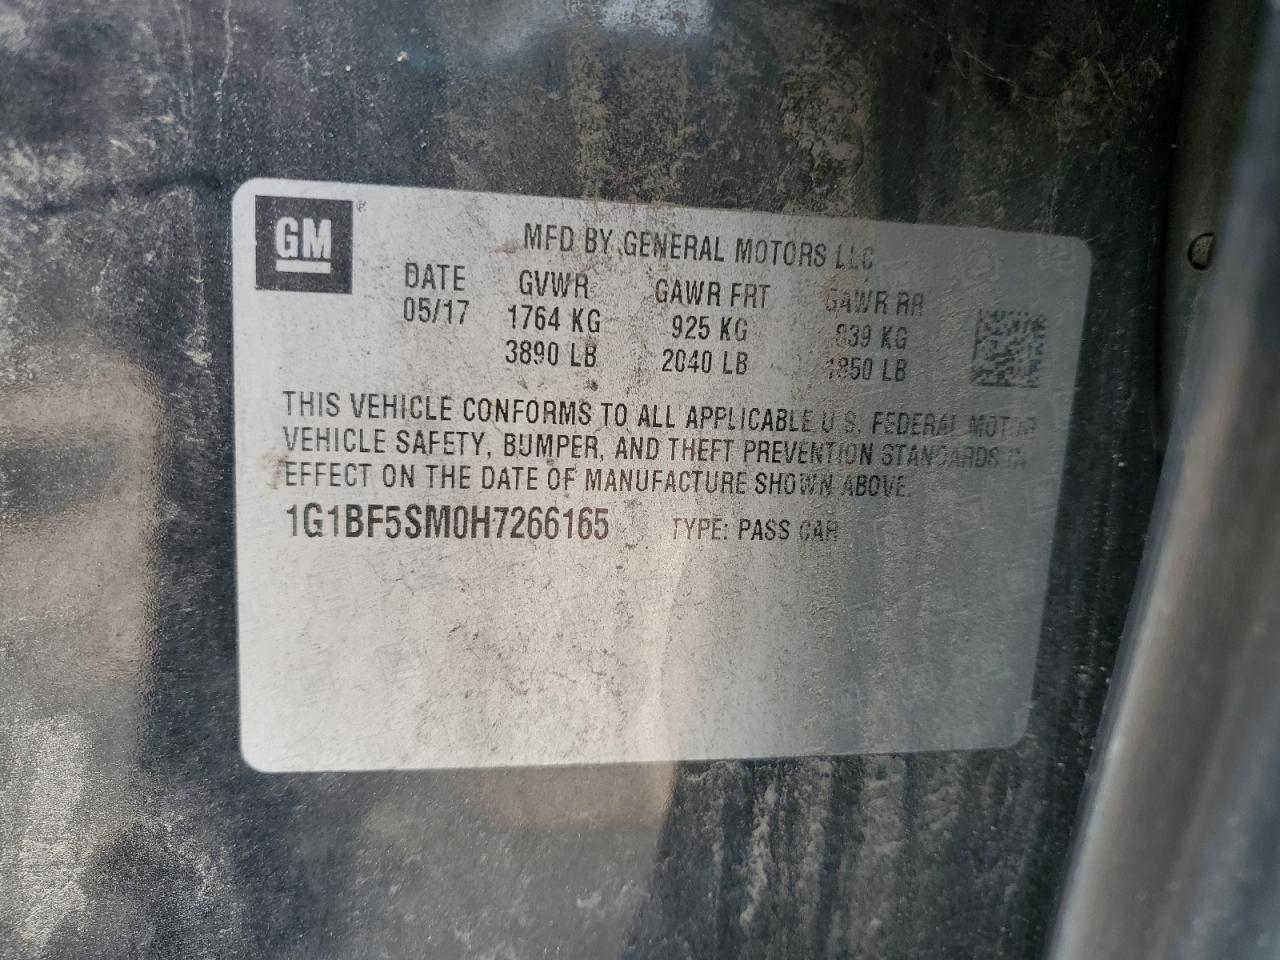 GM
MFD BY GENERAL MOTORS LLC
DATE GVWR GAWR FRT GAWR RR
05/17 1764 KG 925 KG 839 KG
3890 LB 2040 LB 1850 LB
THIS VEHICLE CONFORMS TO ALL APPLICABLE U.S. FEDERAL MOTOR
VEHICLE SAFETY, BUMPER, AND THEFT PREVENTION STANDARDS IN
EFFECT ON THE DATE OF MANUFACTURE SHOWN ABOVE.
1G1BF5SM0H7266165 TYPE: PASS CAR